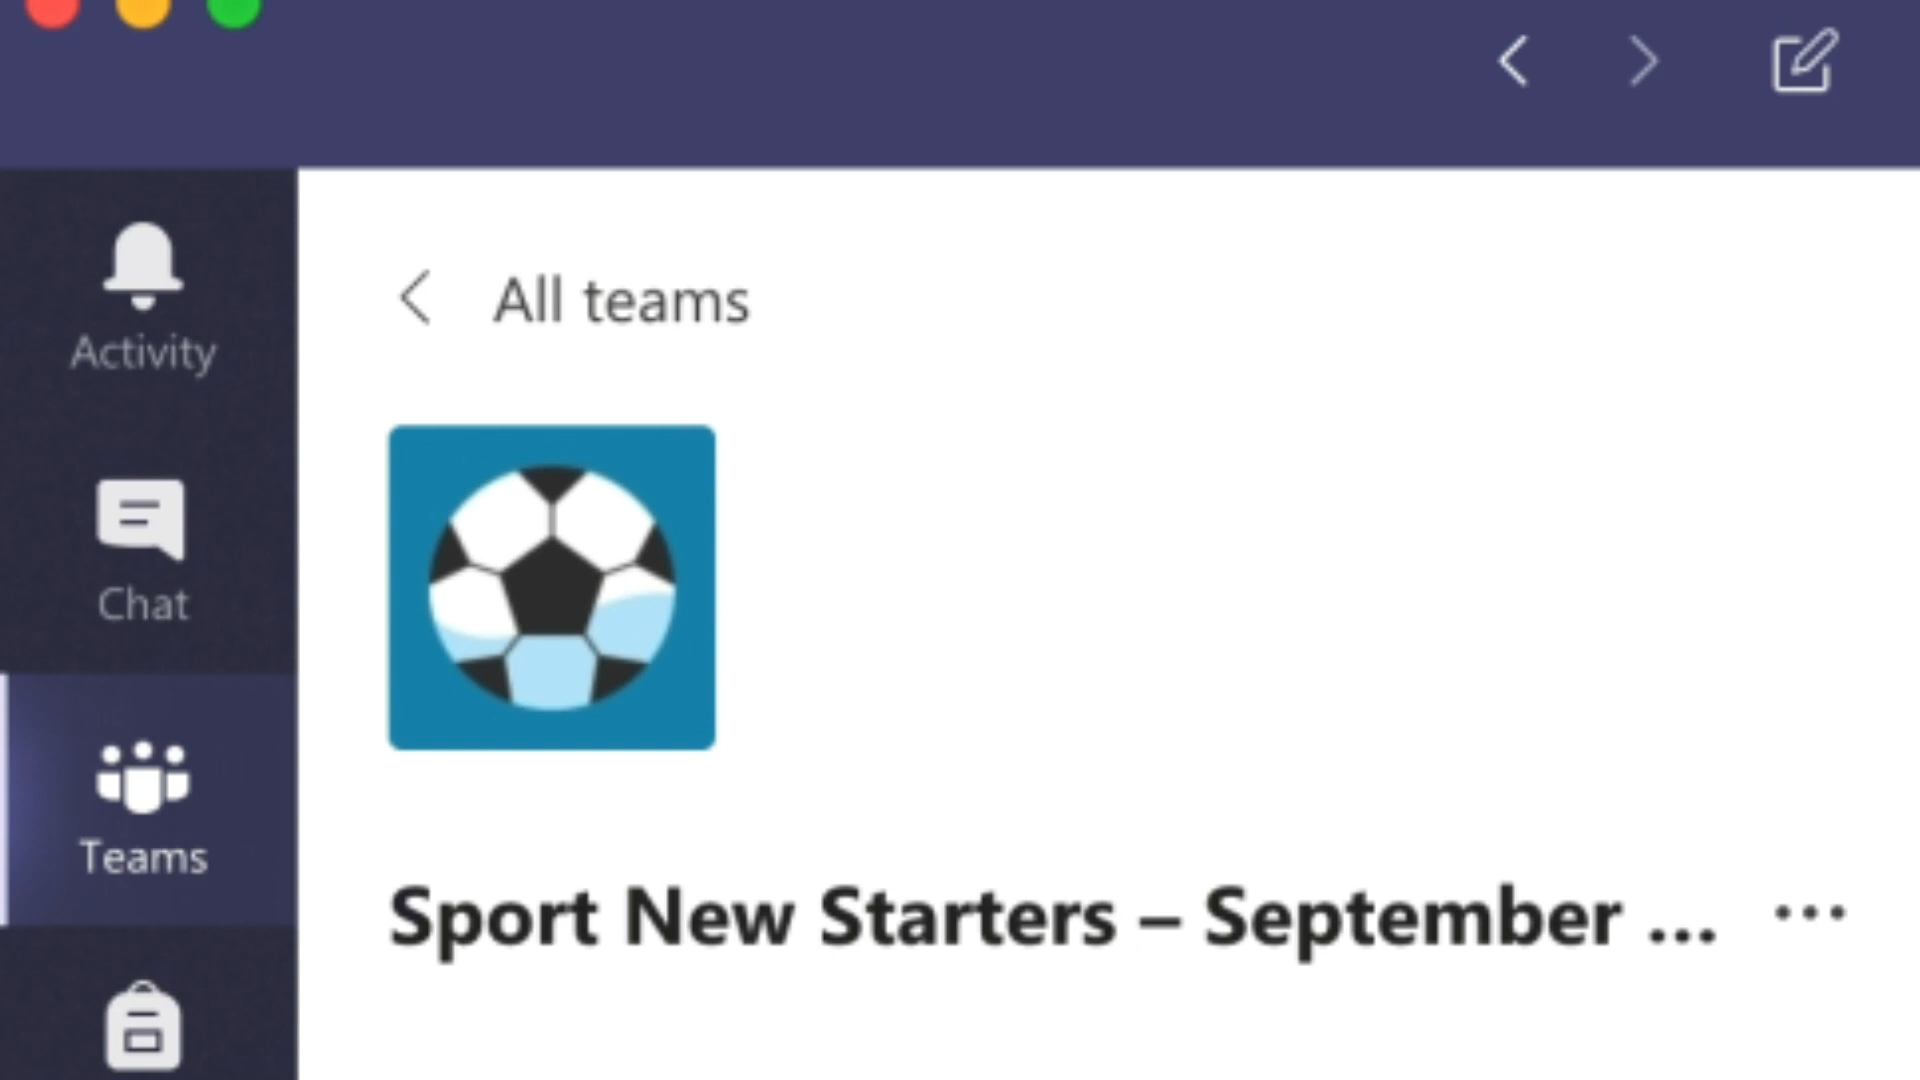 Activity
Chat
Teams
All teams
Sport New Starters – September ...